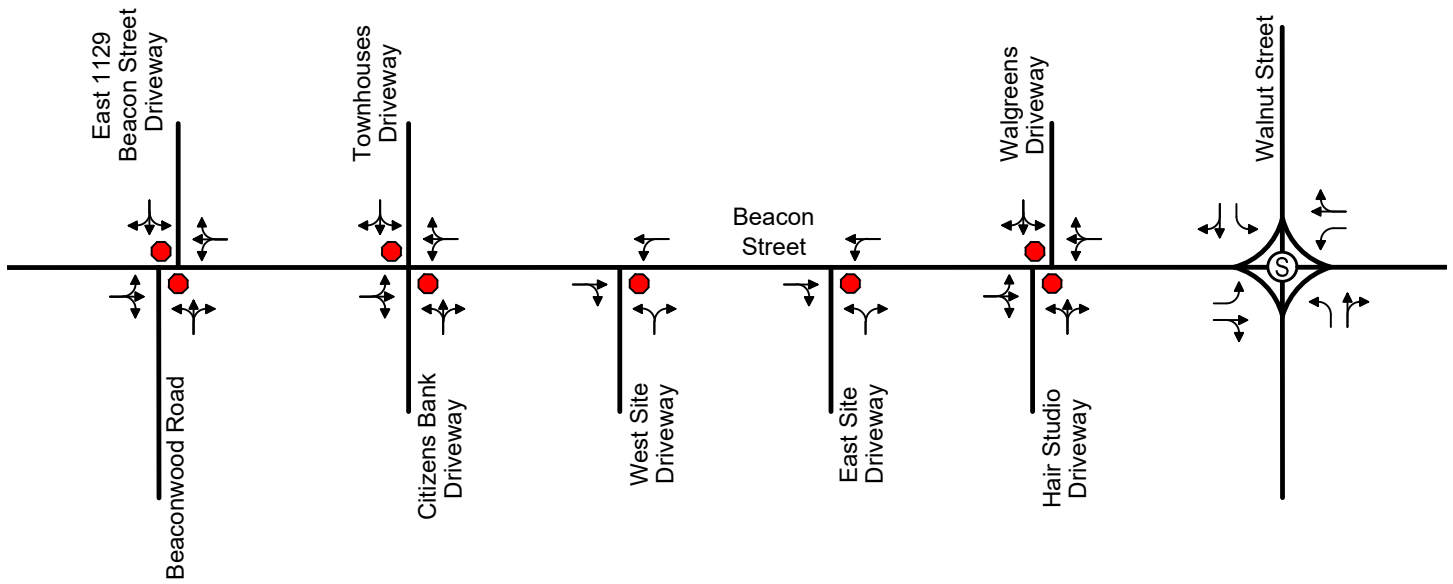 East 1129
Beacon Street
Driveway
Townhouses
Driveway
Walgreens
Driveway
Walnut Street
Beacon
Street
S
Beaconwood Road
Citizens Bank
Driveway
West Site
Driveway
East Site
Driveway
Hair Studio
Driveway